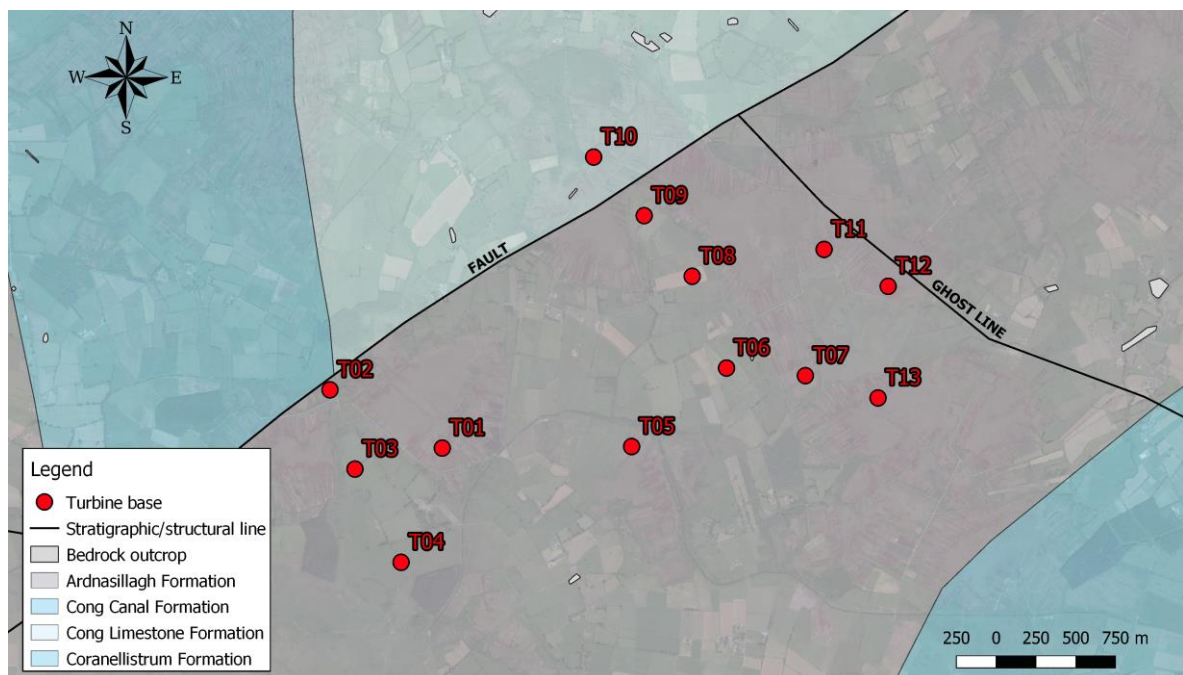 N
W E
S
T10
T09
T11
FAULT
T08
T12
GHOST LINE
T06
T07
T02
T13
T01
T05
T03
T04
Legend
Turbine base
Stratigraphic/structural line
Bedrock outcrop
Ardnasillagh Formation
Cong Canal Formation
Cong Limestone Formation
Coranellistrum Formation
250 0 250 500 750 m